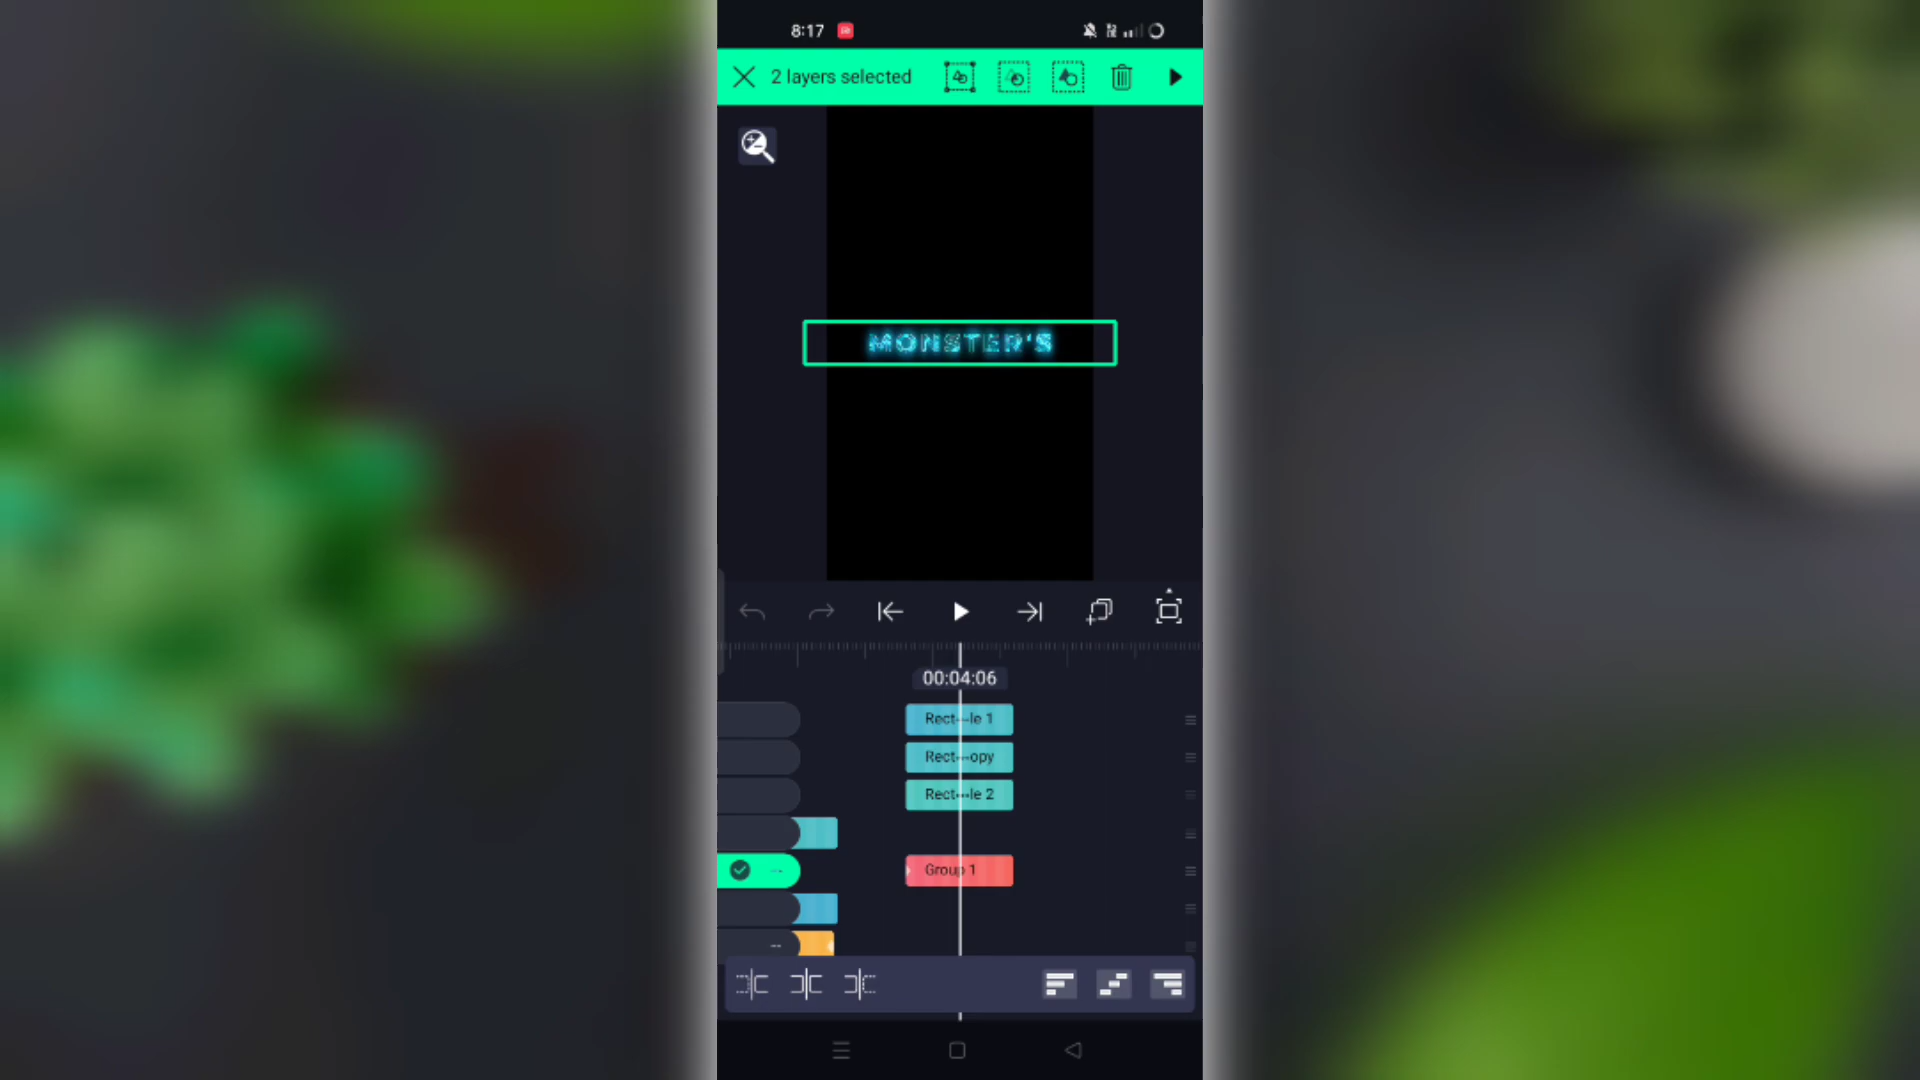 8:17
2 layers selected
MONSTER'S
00:04:06
Rect···le 1
Rect···opy
Rect···le 2
Group 1